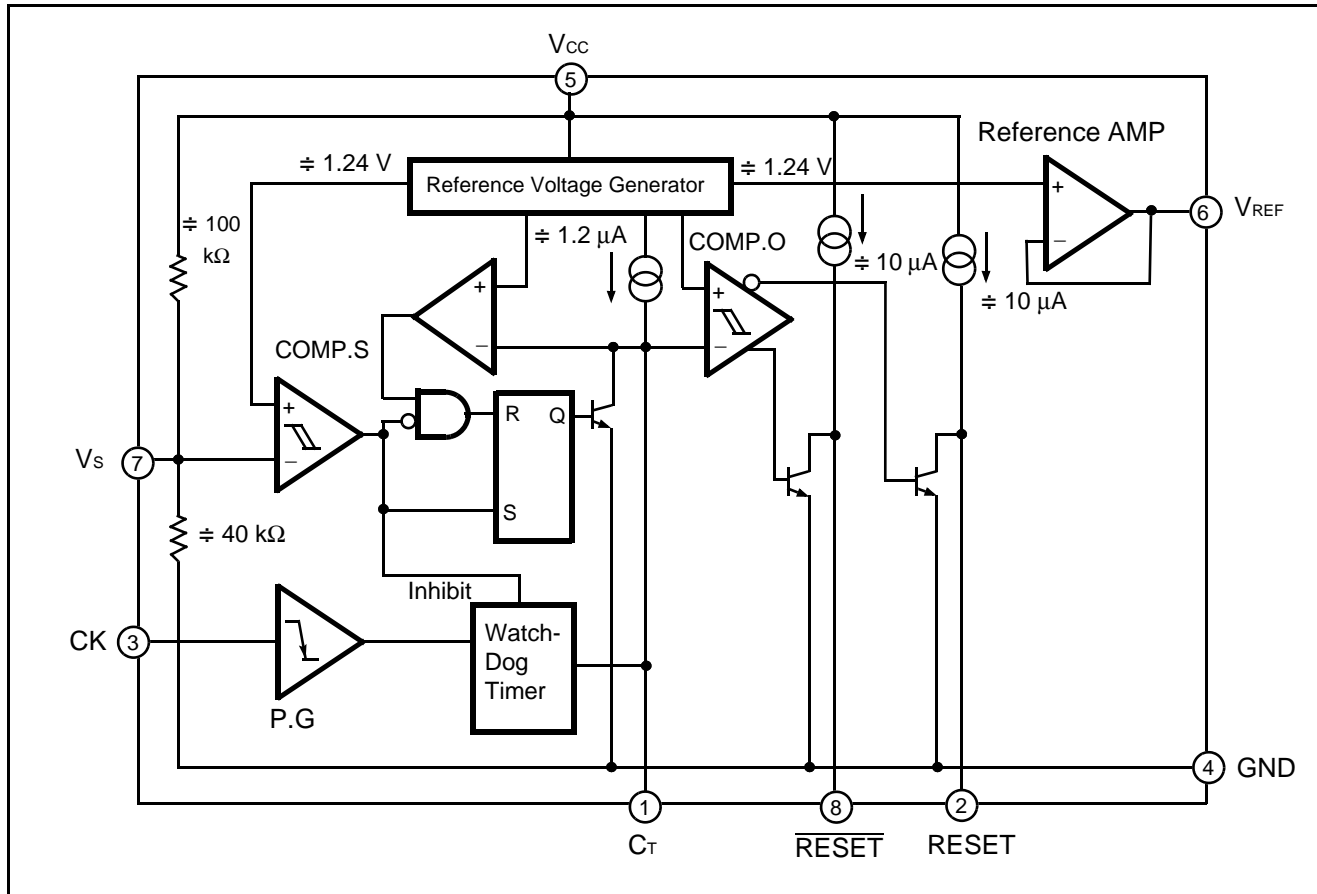 VCC
5
Reference AMP
≑ 1.24 V
Reference Voltage Generator
≑ 1.24 V
+
−
6
VREF
≑ 100
kΩ
≑ 1.2 μA
COMP.O
≑ 10 μA
≑ 10 μA
+
−
+
−
COMP.S
+
−
R
Q
S
VS
7
≑ 40 kΩ
Inhibit
CK
3
Watch-
Dog
Timer
P.G
4
GND
1
8
2
CT
RESET
RESET